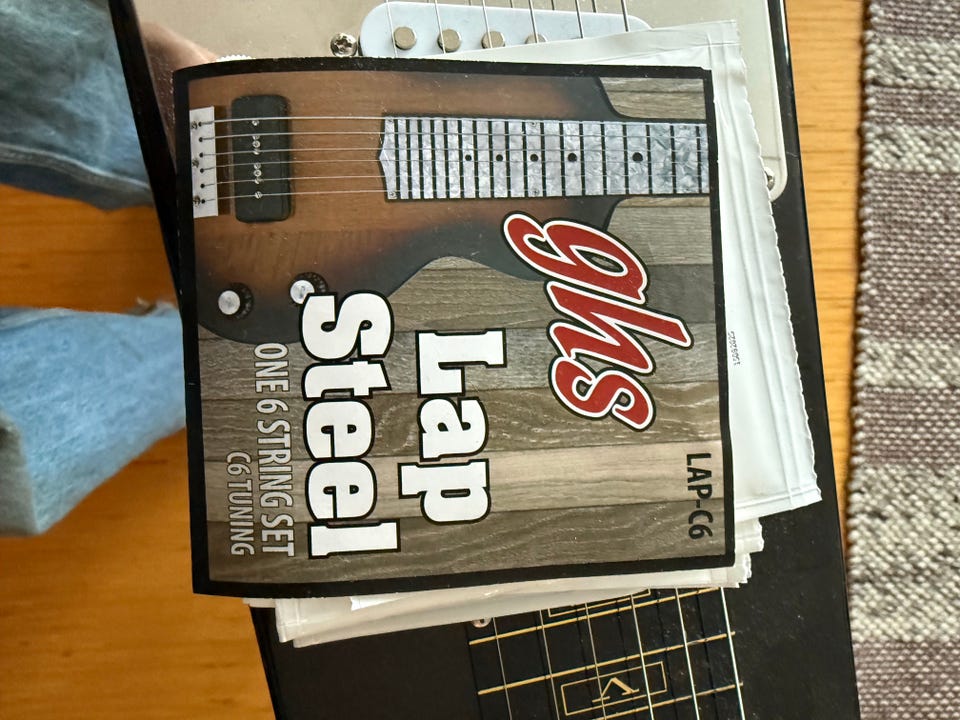 LAP-C6
ghs
Lap
Steel
ONE 6 STRING SET
C6 TUNING
V